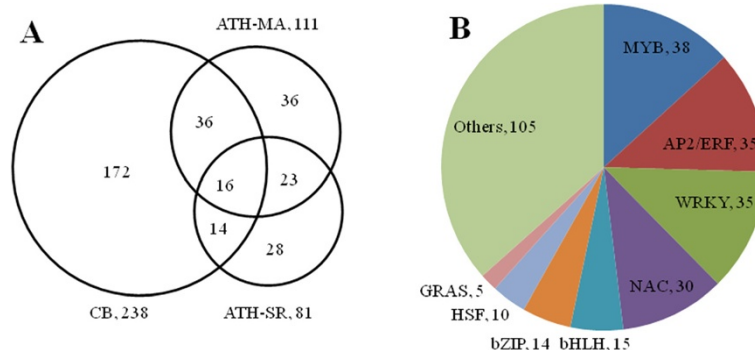 A
ATH-MA, 111
36
36
172
16
23
14
28
CB, 238
ATH-SR, 81
B
MYB, 38
Others, 105
AP2/ERF, 35
WRKY, 35
NAC, 30
GRAS, 5
HSF, 10
bZIP, 14
bHLH, 15